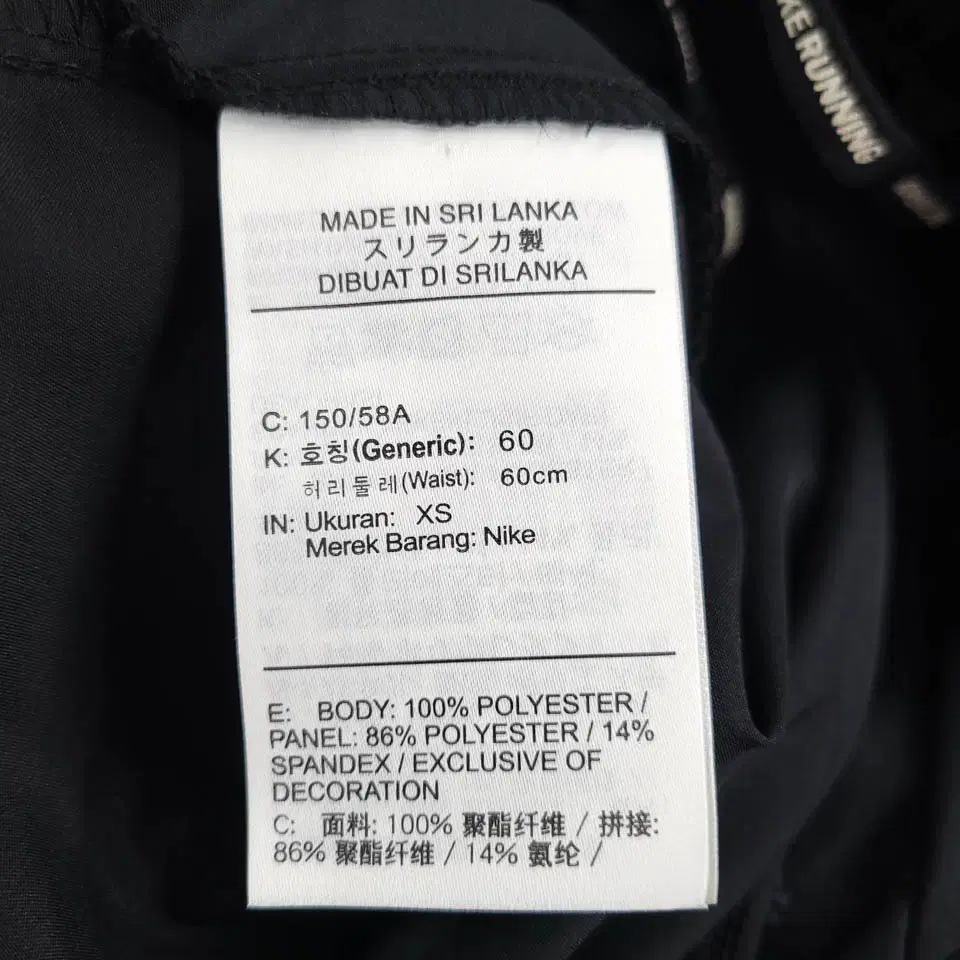 KE RUNNING
MADE IN SRI LANKA
スリランカ製
DIBUAT DI SRILANKA
C: 150/58A
K: 호칭(Generic): 60
허리둘레(Waist): 60cm
IN: Ukuran: XS
Merek Barang: Nike
E: BODY: 100% POLYESTER /
PANEL: 86% POLYESTER / 14%
SPANDEX / EXCLUSIVE OF
DECORATION
C: 面料: 100% 聚酯纤维 / 拼接:
86% 聚酯纤维 / 14% 氨纶 /